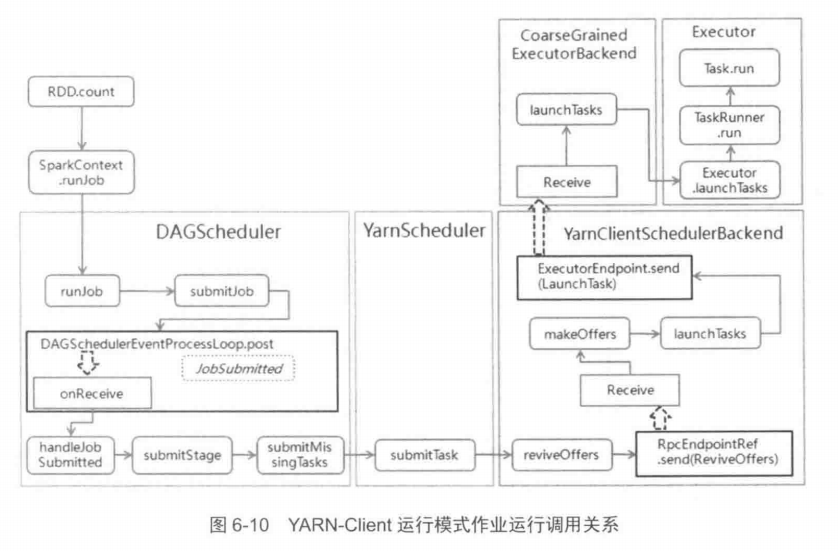 CoarseGrained
ExecutorBackend
Executor
Task.run
RDD.count
launchTasks
TaskRunner
.run
SparkContext
.runJob
Receive
Executor
.launchTasks
DAGScheduler
YarnScheduler
YarnClientSchedulerBackend
ExecutorEndpoint.send
(LaunchTask)
runJob
submitJob
makeOffers
launchTasks
DAGSchedulerEventProcessLoop.post
JobSubmitted
onReceive
Receive
handleJob
Submitted
submitStage
submitMis
singTasks
submitTask
reviveOffers
RpcEndpointRef
.send(ReviveOffers)
图 6-10 YARN-Client 运行模式作业运行调用关系